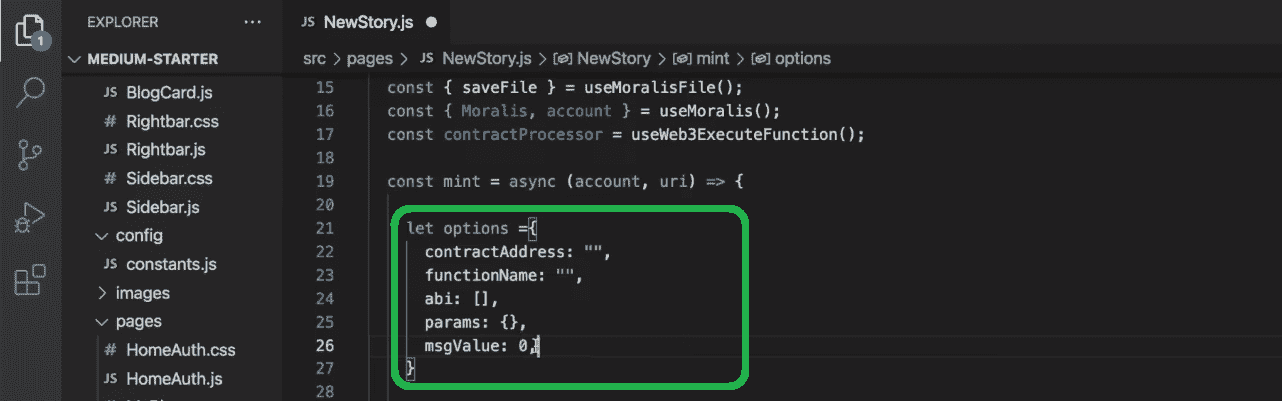 EXPLORER ...
MEDIUM-STARTER
JS BlogCard.js
# Rightbar.css
JS Rightbar.js
# Sidebar.css
JS Sidebar.js
config
JS constants.js
images
pages
# HomeAuth.css
JS HomeAuth.js
1
JS NewStory.js
src > pages > JS NewStory.js > NewStory > mint > options
15 const { saveFile } = useMoralisFile();
16 const { Moralis, account } = useMoralis();
17 const contractProcessor = useWeb3ExecuteFunction();
18
19 const mint = async (account, uri) => {
20
21 let options ={
22 contractAddress: "",
23 functionName: "",
24 abi: [],
25 params: {},
26 msgValue: 0,
27 }
28